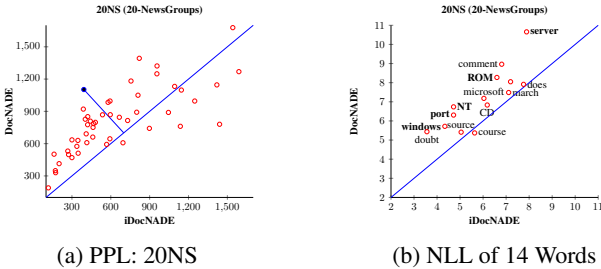 20NS (20-NewsGroups)
1,500
1,200
900
600
300
300 600 900 1,200 1,500
DocNADE
iDocNADE
(a) PPL: 20NS
20NS (20-NewsGroups)
11
10
9
8
7
6
5
4
3
2
2 3 4 5 6 7 8 9 10 11
DocNADE
iDocNADE
server
comment
ROM
does
microsoft
march
NT
CD
port
windows
source
doubt
course
(b) NLL of 14 Words